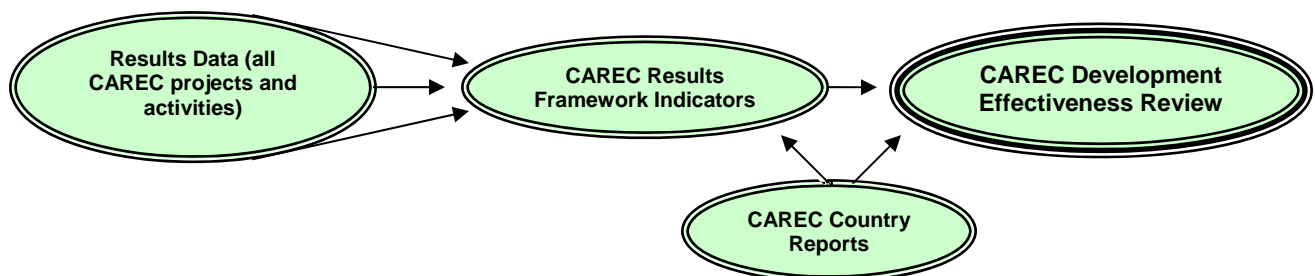 Results Data (all
CAREC projects and
activities)
CAREC Results
Framework Indicators
CAREC Development
Effectiveness Review
CAREC Country
Reports